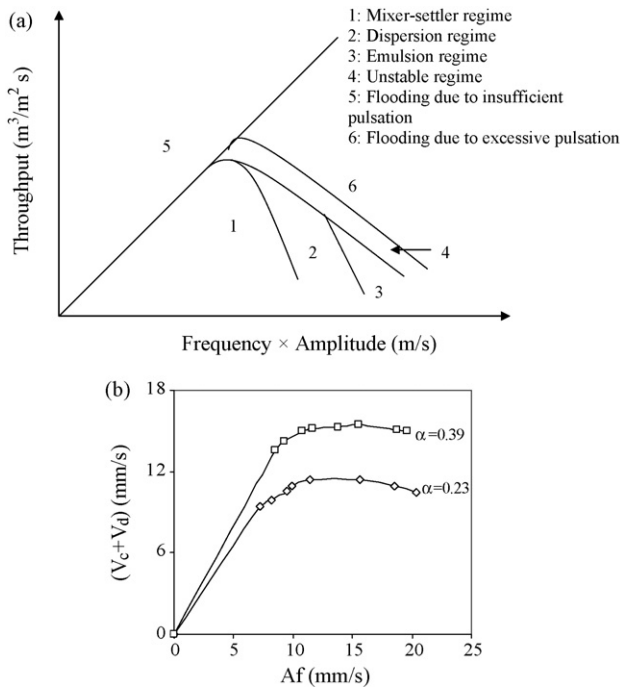 (a)
1: Mixer-settler regime
2: Dispersion regime
3: Emulsion regime
4: Unstable regime
5: Flooding due to insufficient
pulsation
6: Flooding due to excessive pulsation
Throughput (m³/m² s)
5
6
1
2
4
3
Frequency × Amplitude (m/s)
(b)
18
12
6
0
(Vc+Vd) (mm/s)
α=0.39
α=0.23
0 5 10 15 20 25
Af (mm/s)